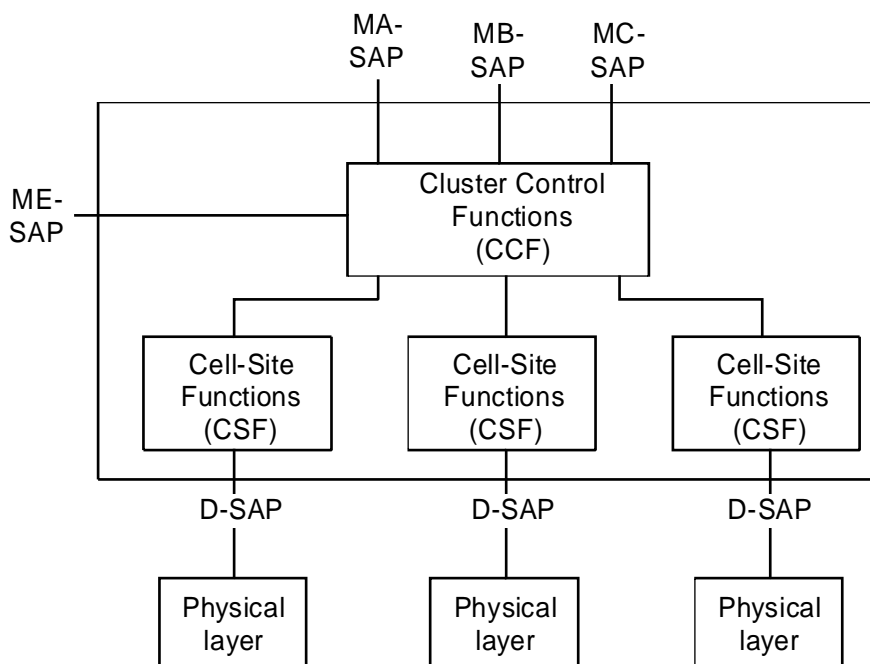 MA-
SAP
MB-
SAP
MC-
SAP
Cluster Control
Functions
(CCF)
ME-
SAP
Cell-Site
Functions
(CSF)
Cell-Site
Functions
(CSF)
Cell-Site
Functions
(CSF)
D-SAP
D-SAP
D-SAP
Physical
layer
Physical
layer
Physical
layer